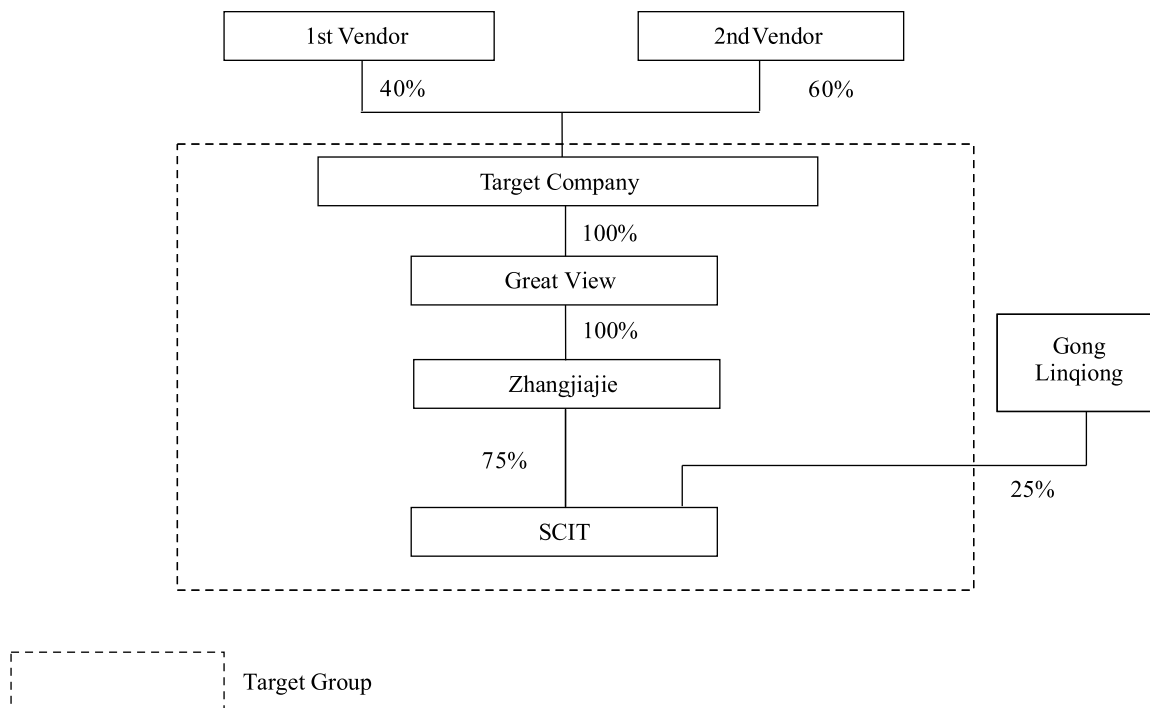 1st Vendor
2nd Vendor
40%
60%
Target Company
100%
Great View
100%
Zhangjiajie
Gong
Linqiong
75%
25%
SCIT
Target Group